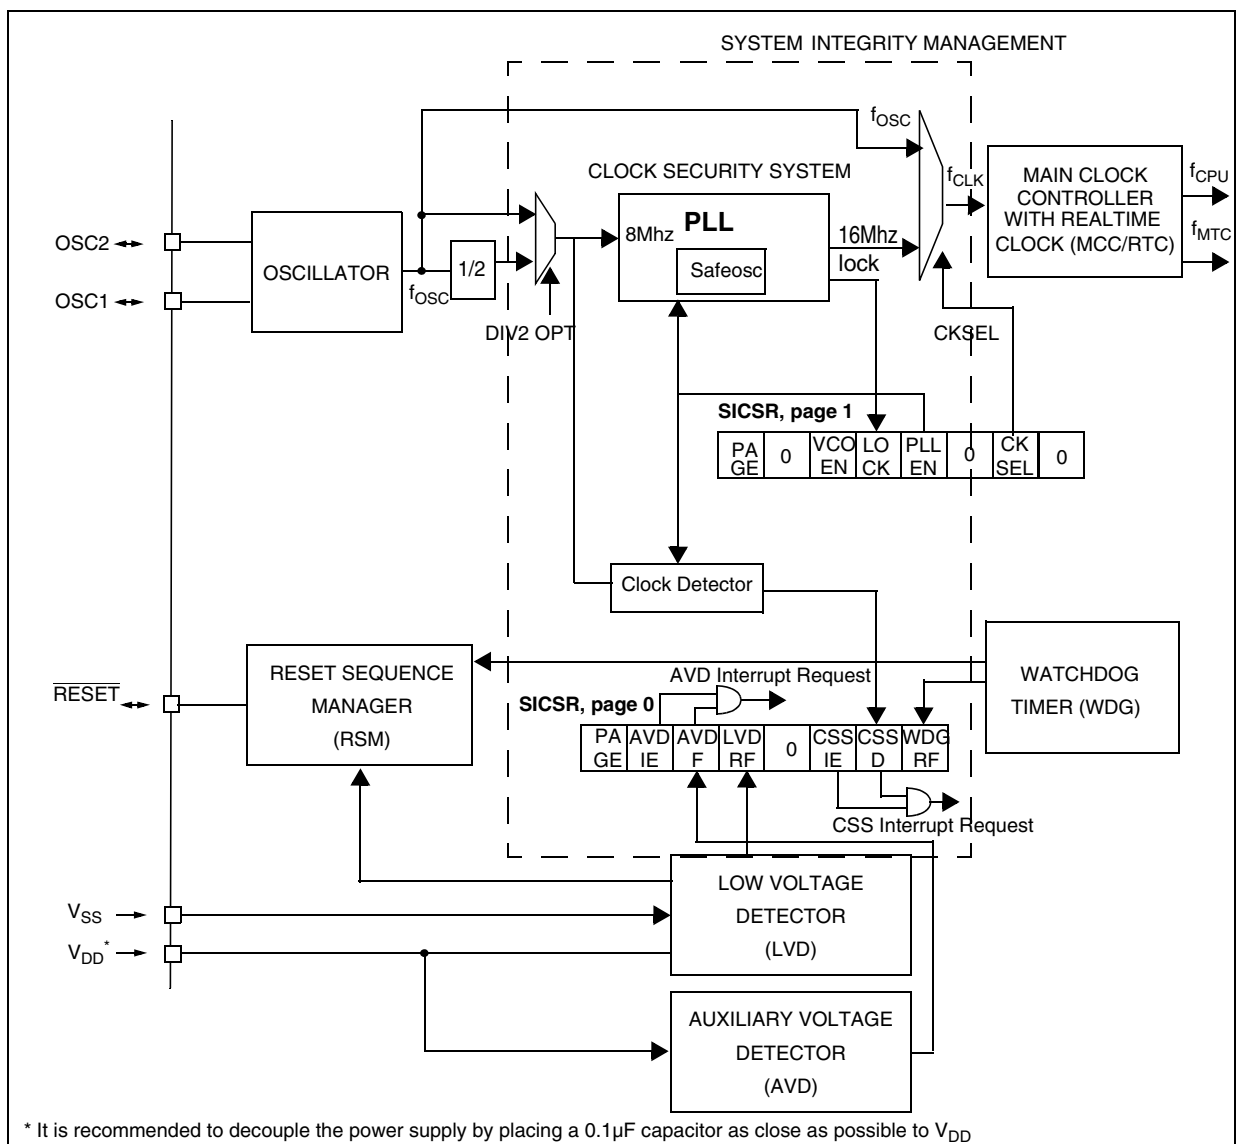 SYSTEM INTEGRITY MANAGEMENT
fOSC
CLOCK SECURITY SYSTEM
fCLK
MAIN CLOCK
CONTROLLER
WITH REALTIME
CLOCK (MCC/RTC)
fCPU
fMTC
OSC2
OSC1
OSCILLATOR
fOSC
1/2
DIV2 OPT
8Mhz
PLL
Safeosc
16Mhz
lock
CKSEL
SICSR, page 1
PA
GE
0
VCO
EN
LO
CK
PLL
EN
0
CK
SEL
0
Clock Detector
RESET
RESET SEQUENCE
MANAGER
(RSM)
AVD Interrupt Request
WATCHDOG
TIMER (WDG)
SICSR, page 0
PA
GE
AVD
IE
AVD
F
LVD
RF
0
CSS
IE
CSS
D
WDG
RF
CSS Interrupt Request
VSS
VDD*
LOW VOLTAGE
DETECTOR
(LVD)
AUXILIARY VOLTAGE
DETECTOR
(AVD)
* It is recommended to decouple the power supply by placing a 0.1µF capacitor as close as possible to VDD